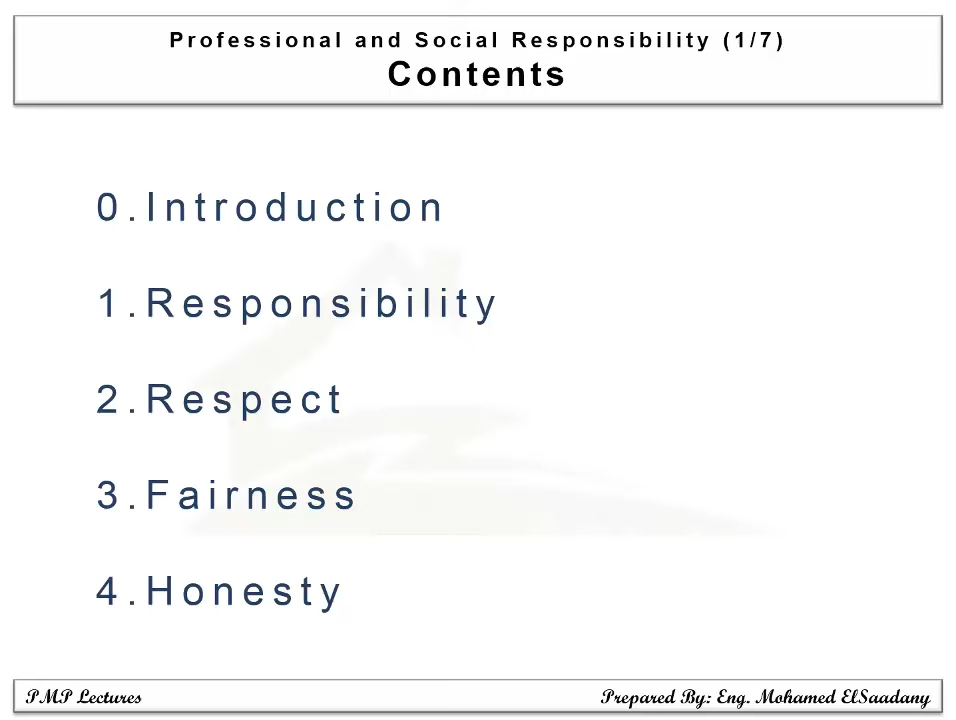 Professional and Social Responsibility (1/7)
Contents
0.Introduction
1.Responsibility
2.Respect
3.Fairness
4.Honesty
PMP Lectures
Prepared By: Eng. Mohamed ElSaadany